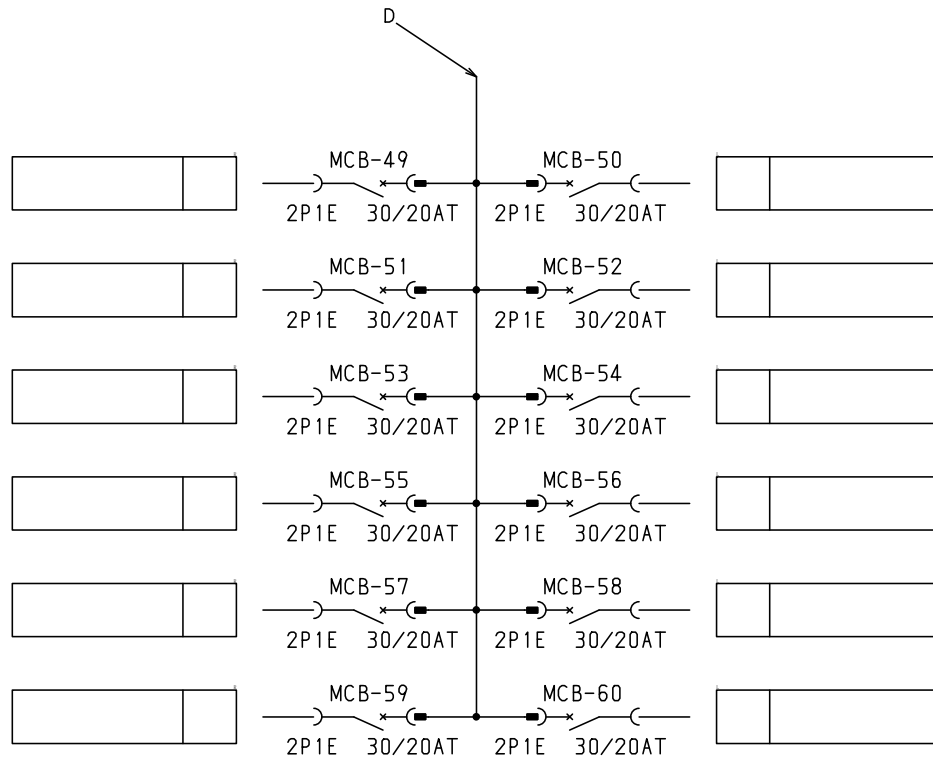 D
MCB-49 MCB-50
2P1E 30/20AT 2P1E 30/20AT
MCB-51 MCB-52
2P1E 30/20AT 2P1E 30/20AT
MCB-53 MCB-54
2P1E 30/20AT 2P1E 30/20AT
MCB-55 MCB-56
2P1E 30/20AT 2P1E 30/20AT
MCB-57 MCB-58
2P1E 30/20AT 2P1E 30/20AT
MCB-59 MCB-60
2P1E 30/20AT 2P1E 30/20AT